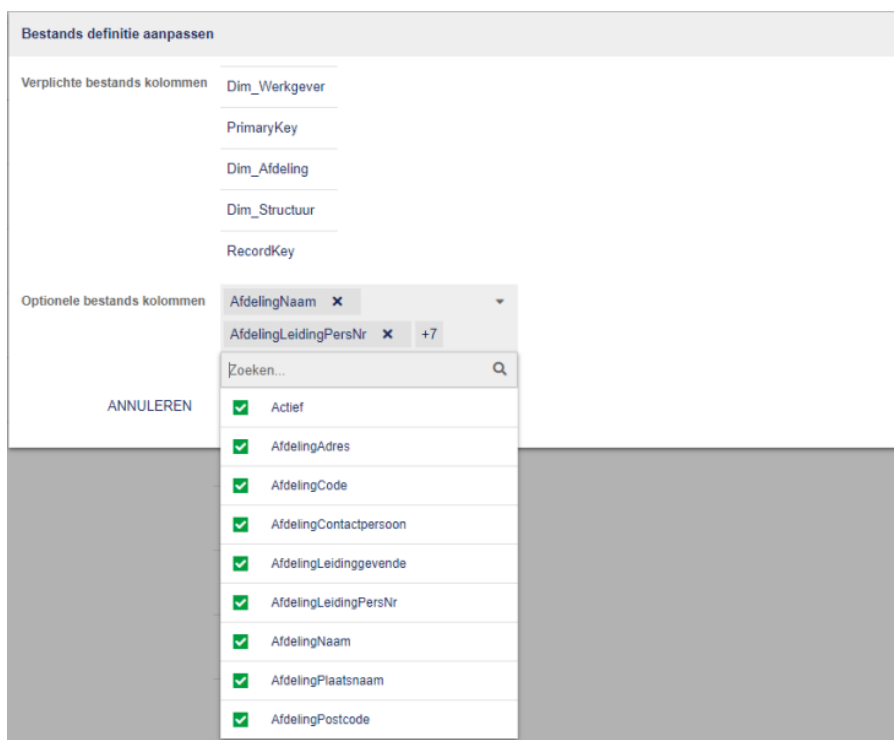 Bestands definitie aanpassen
Verplichte bestands kolommen
Dim_Werkgever
PrimaryKey
Dim_Afdeling
Dim_Structuur
RecordKey
Optionele bestands kolommen
AfdelingNaam ×
AfdelingLeidingPersNr × +7
Zoeken...
ANNULEREN
Actief
AfdelingAdres
AfdelingCode
AfdelingContactpersoon
AfdelingLeidinggevende
AfdelingLeidingPersNr
AfdelingNaam
AfdelingPlaatsnaam
AfdelingPostcode